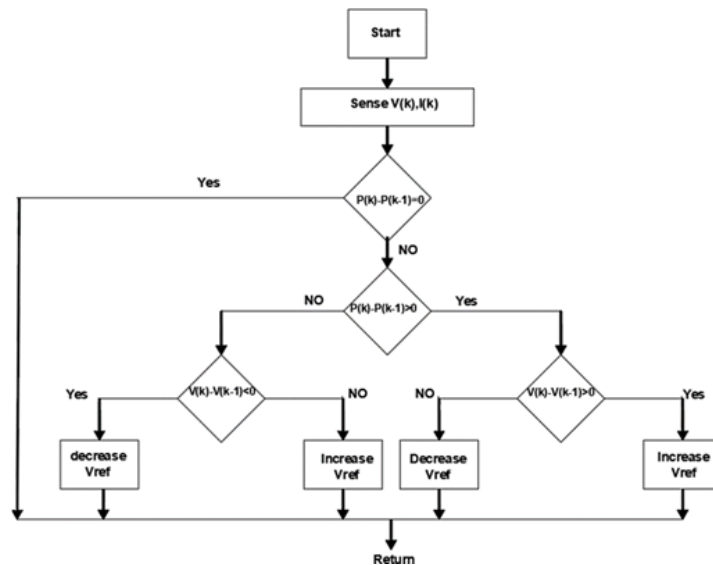 Start
Sense V(k),I(k)
Yes
P(k)-P(k-1)=0
NO
NO
P(k)-P(k-1)>0
Yes
Yes
V(k)-V(k-1)<0
NO
NO
V(k)-V(k-1)>0
Yes
decrease
Vref
Increase
Vref
Decrease
Vref
Increase
Vref
Return